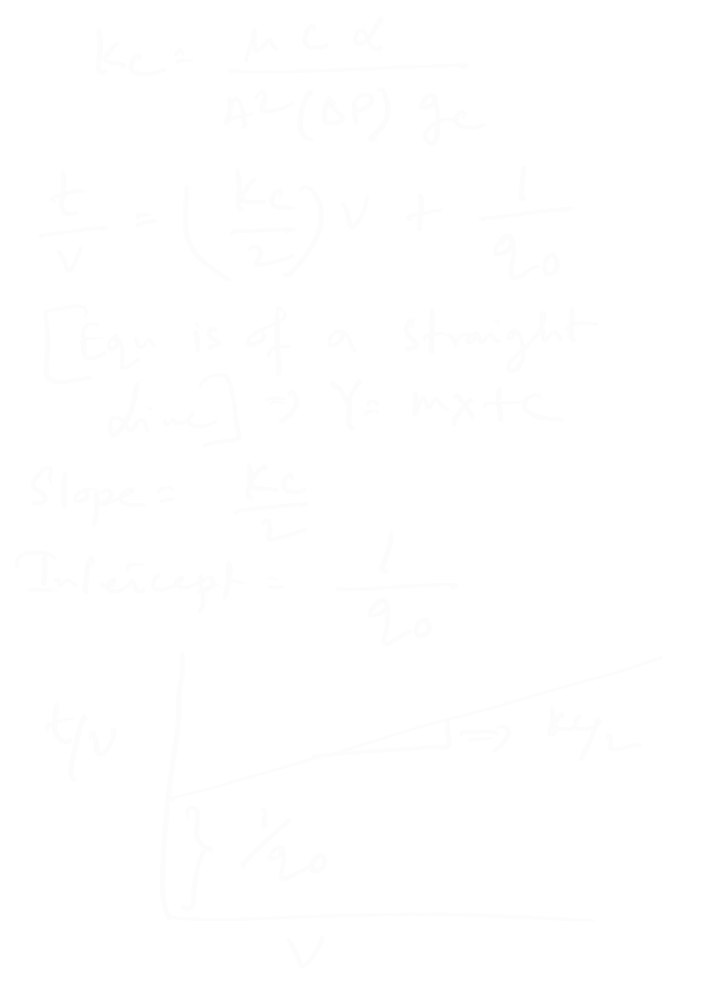 Kc = μ c α / A²(ΔP) gc
t/v = (Kc/2) v + 1/q₀
[Equn is of a straight
line] ⇒ Y = mx + c
Slope = Kc/2
Intercept = 1/q₀
t/v
⇒ Kc/2
} 1/q₀
V